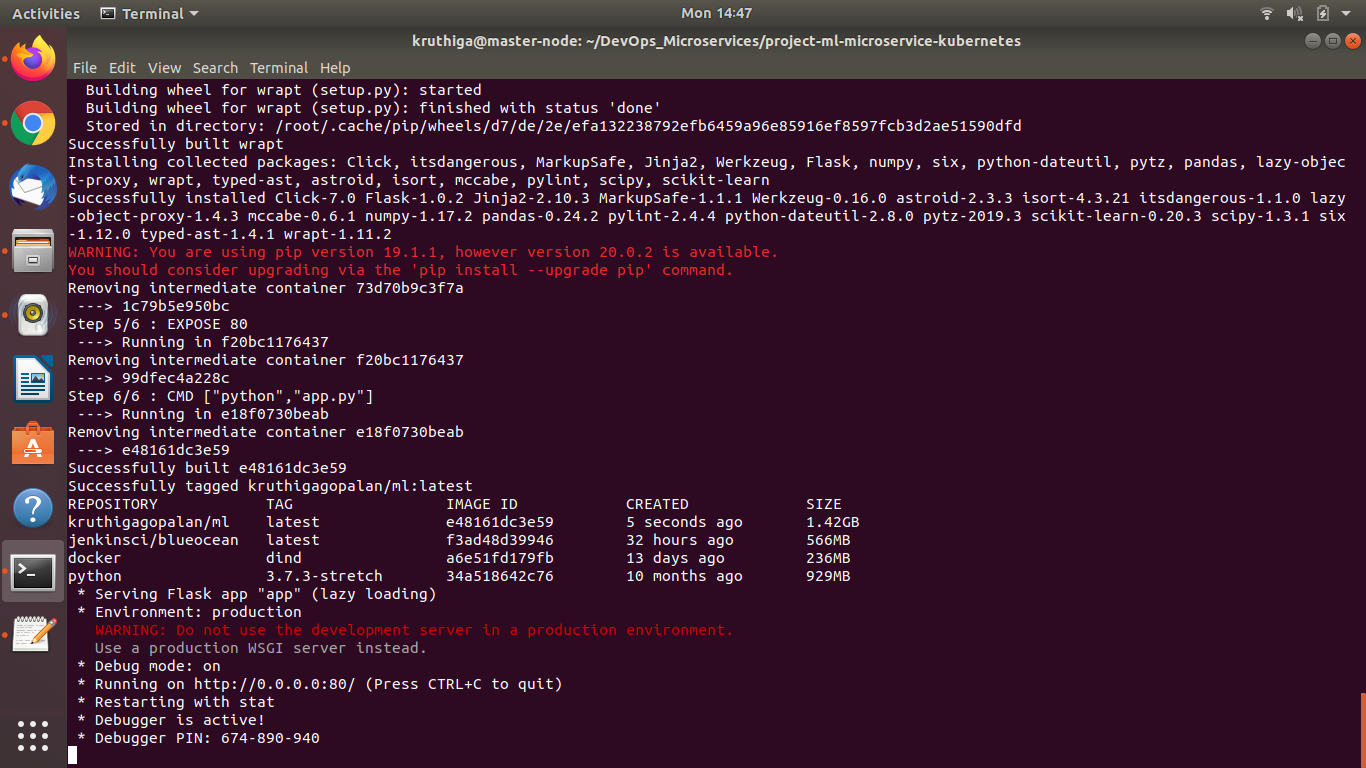 Activities Terminal Mon 14:47
kruthiga@master-node: ~/DevOps_Microservices/project-ml-microservice-kubernetes
File Edit View Search Terminal Help
  Building wheel for wrapt (setup.py): started
  Building wheel for wrapt (setup.py): finished with status 'done'
  Stored in directory: /root/.cache/pip/wheels/d7/de/2e/efa132238792efb6459a96e85916ef8597fcb3d2ae51590dfd
Successfully built wrapt
Installing collected packages: Click, itsdangerous, MarkupSafe, Jinja2, Werkzeug, Flask, numpy, six, python-dateutil, pytz, pandas, lazy-objec
t-proxy, wrapt, typed-ast, astroid, isort, mccabe, pylint, scipy, scikit-learn
Successfully installed Click-7.0 Flask-1.0.2 Jinja2-2.10.3 MarkupSafe-1.1.1 Werkzeug-0.16.0 astroid-2.3.3 isort-4.3.21 itsdangerous-1.1.0 lazy
-object-proxy-1.4.3 mccabe-0.6.1 numpy-1.17.2 pandas-0.24.2 pylint-2.4.4 python-dateutil-2.8.0 pytz-2019.3 scikit-learn-0.20.3 scipy-1.3.1 six
-1.12.0 typed-ast-1.4.1 wrapt-1.11.2
WARNING: You are using pip version 19.1.1, however version 20.0.2 is available.
You should consider upgrading via the 'pip install --upgrade pip' command.
Removing intermediate container 73d70b9c3f7a
 ---> 1c79b5e950bc
Step 5/6 : EXPOSE 80
 ---> Running in f20bc1176437
Removing intermediate container f20bc1176437
 ---> 99dfec4a228c
Step 6/6 : CMD ["python","app.py"]
 ---> Running in e18f0730beab
Removing intermediate container e18f0730beab
 ---> e48161dc3e59
Successfully built e48161dc3e59
Successfully tagged kruthigagopalan/ml:latest
REPOSITORY            TAG                 IMAGE ID            CREATED             SIZE
kruthigagopalan/ml    latest              e48161dc3e59        5 seconds ago       1.42GB
jenkinsci/blueocean   latest              f3ad48d39946        32 hours ago        566MB
docker                dind                a6e51fd179fb        13 days ago         236MB
python                3.7.3-stretch       34a518642c76        10 months ago       929MB
 * Serving Flask app "app" (lazy loading)
 * Environment: production
   WARNING: Do not use the development server in a production environment.
   Use a production WSGI server instead.
 * Debug mode: on
 * Running on http://0.0.0.0:80/ (Press CTRL+C to quit)
 * Restarting with stat
 * Debugger is active!
 * Debugger PIN: 674-890-940